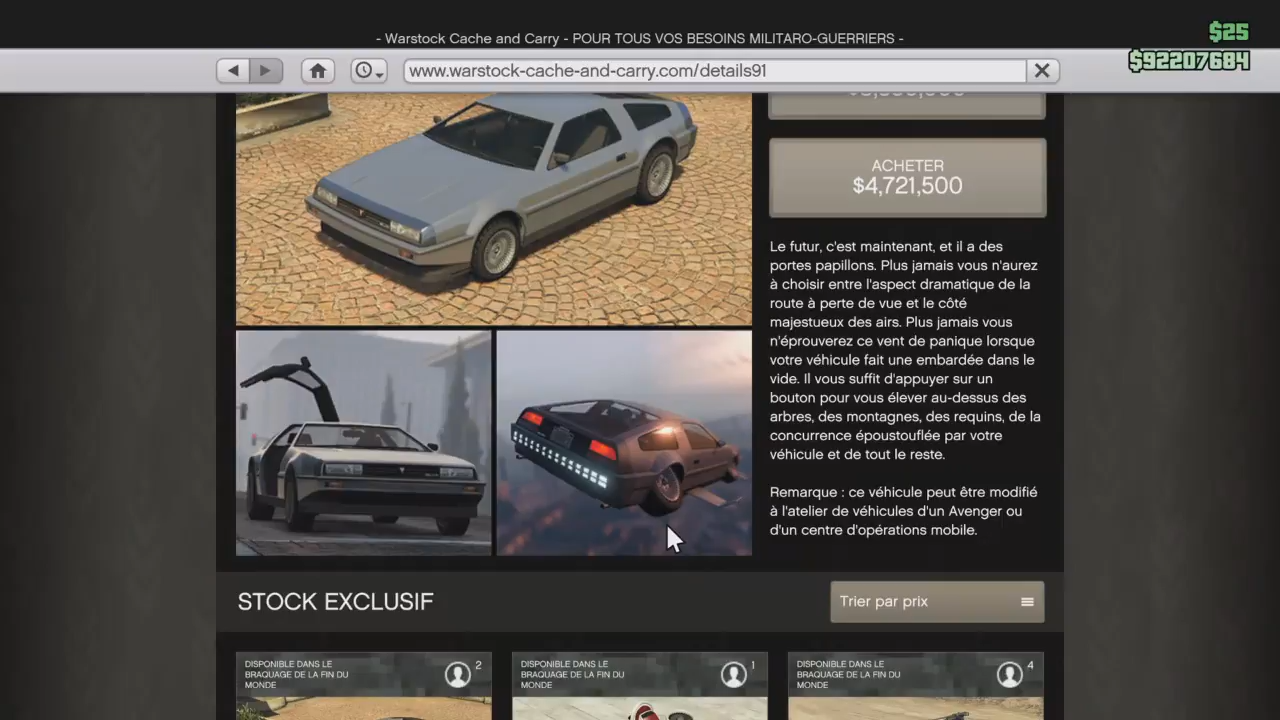 - Warstock Cache and Carry - POUR TOUS VOS BESOINS MILITARO-GUERRIERS -
$25
$92207684
www.warstock-cache-and-carry.com/details91
ACHETER
$4,721,500
Le futur, c'est maintenant, et il a des
portes papillons. Plus jamais vous n'aurez
à choisir entre l'aspect dramatique de la
route à perte de vue et le côté
majestueux des airs. Plus jamais vous
n'éprouverez ce vent de panique lorsque
votre véhicule fait une embardée dans le
vide. Il vous suffit d'appuyer sur un
bouton pour vous élever au-dessus des
arbres, des montagnes, des requins, de la
concurrence époustouflée par votre
véhicule et de tout le reste.
Remarque : ce véhicule peut être modifié
à l'atelier de véhicules d'un Avenger ou
d'un centre d'opérations mobile.
STOCK EXCLUSIF
Trier par prix
DISPONIBLE DANS LE
BRAQUAGE DE LA FIN DU
MONDE
2
DISPONIBLE DANS LE
BRAQUAGE DE LA FIN DU
MONDE
1
DISPONIBLE DANS LE
BRAQUAGE DE LA FIN DU
MONDE
4